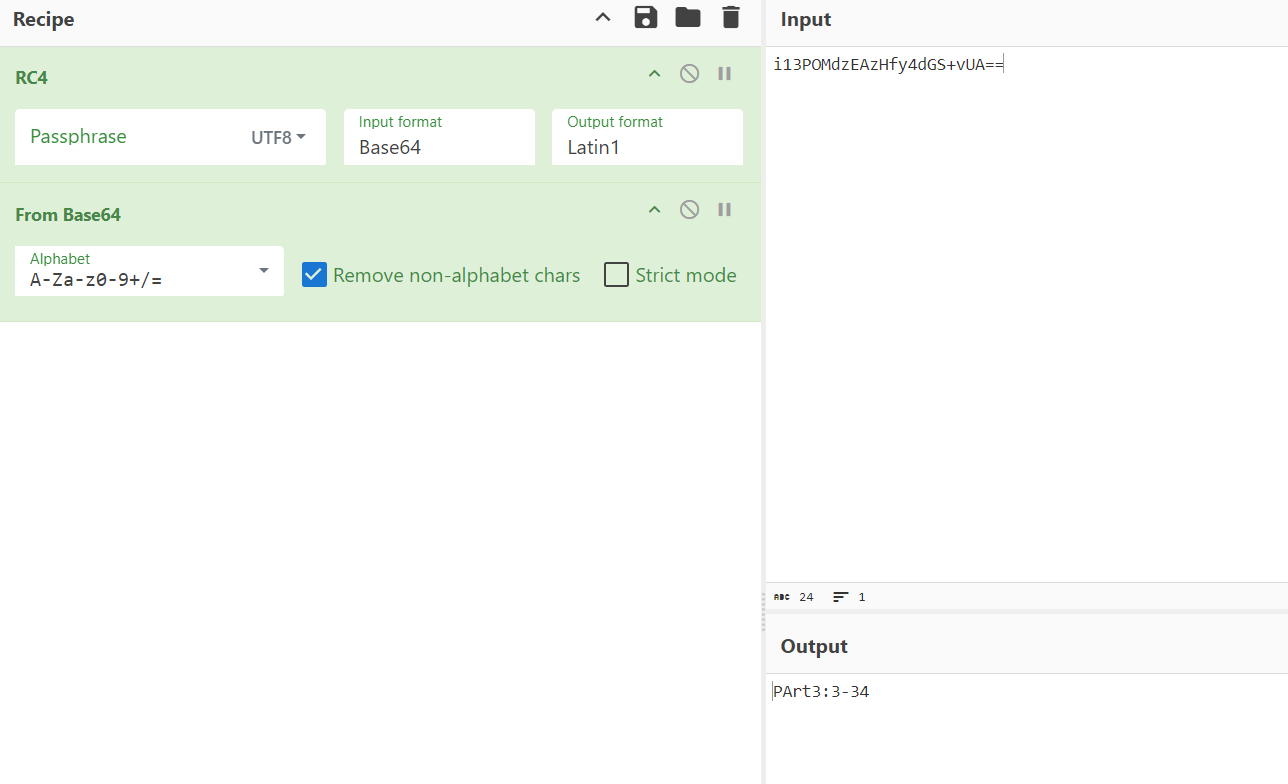 Recipe
RC4
Passphrase
UTF8
Input format
Base64
Output format
Latin1
From Base64
Alphabet
A-Za-z0-9+/=
Remove non-alphabet chars
Strict mode
Input
i13POMdzEAzHfy4dGS+vUA==
ABC 24 1
Output
PArt3:3-34